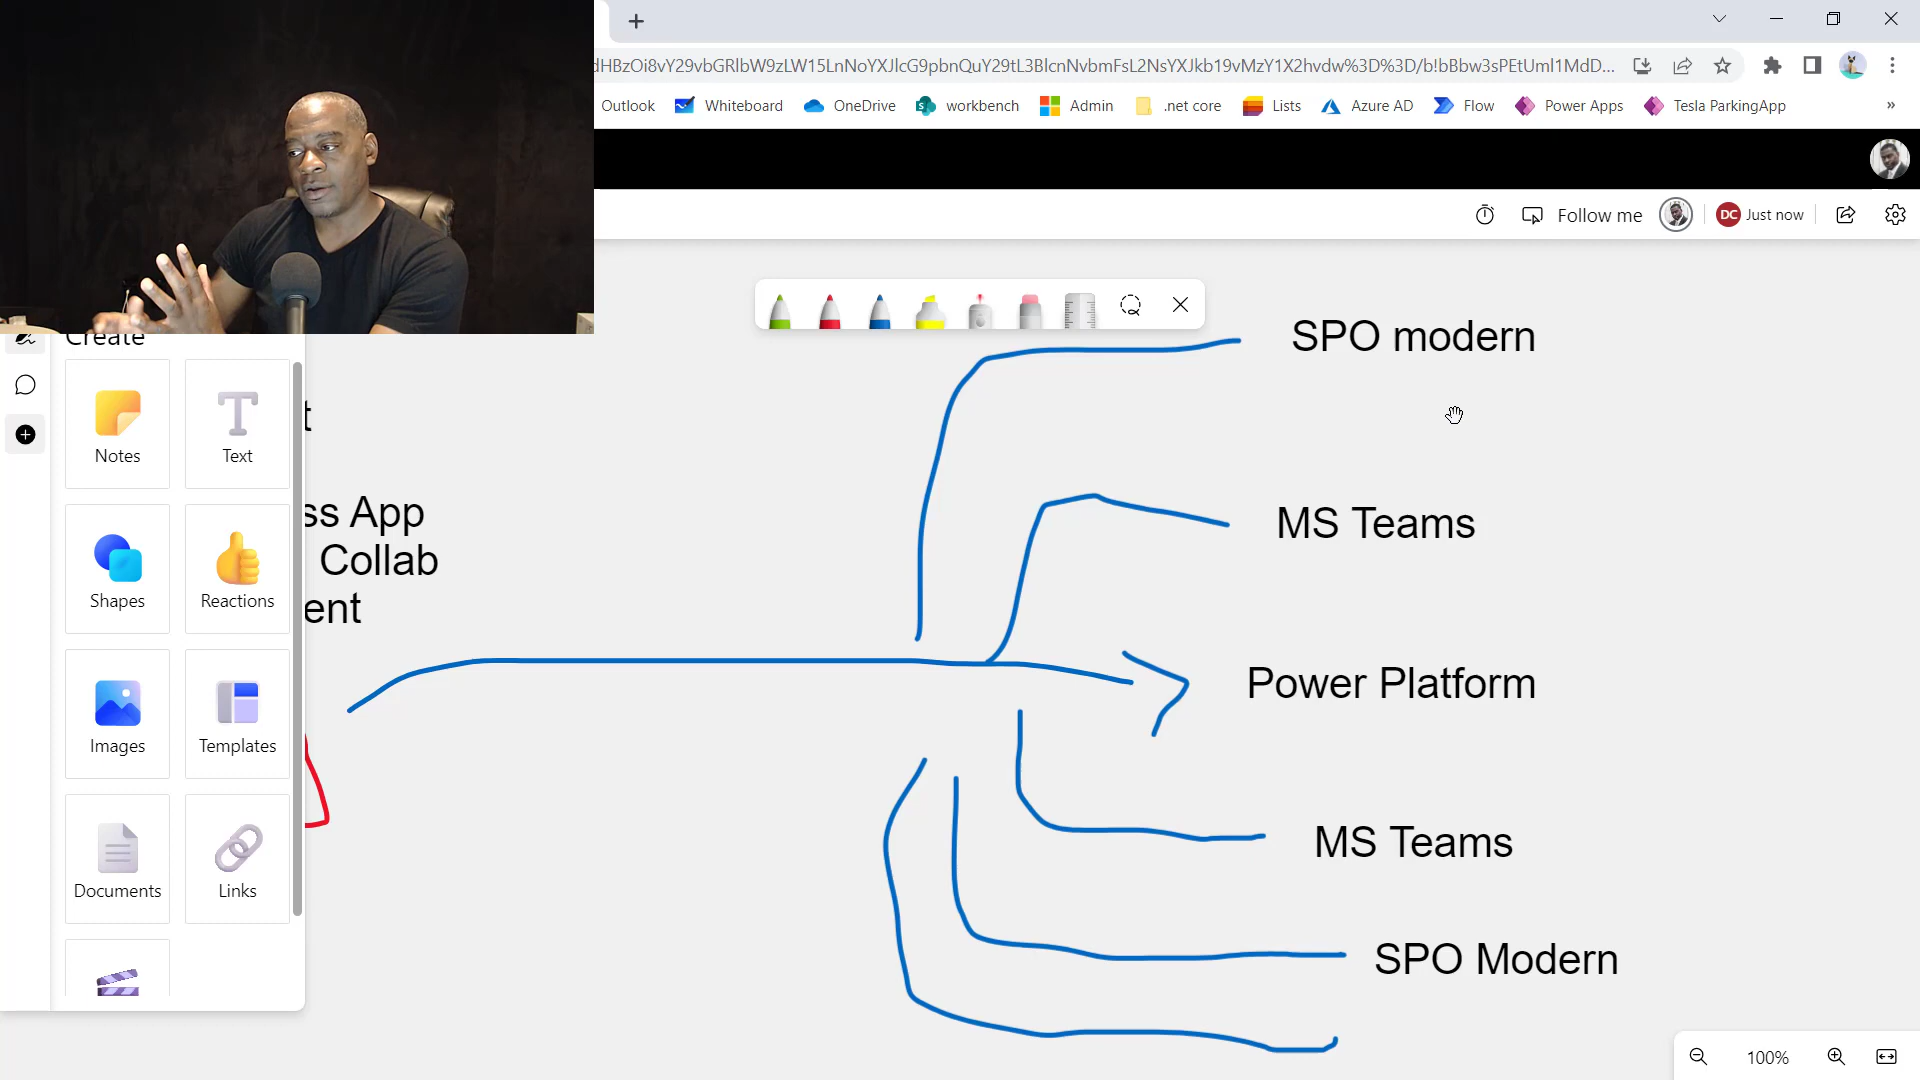 dHBzOi8vY29vbGRlbW9zLW15LnNoYXJlcG9pbnQuY29tL3BlcnNvbmFsL2NsYXJkb19vMzY1X2hvdw%3D%3D/b!bBbw3sPEtUml1MdD...
Outlook Whiteboard OneDrive workbench Admin .net core Lists Azure AD Flow Power Apps Tesla ParkingApp »
Follow me DC Just now
Create
Notes Text
Shapes Reactions
Images Templates
Documents Links
t
ss App
Collab
ent
SPO modern
MS Teams
Power Platform
MS Teams
SPO Modern
100%